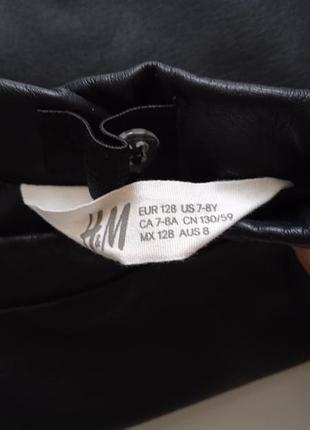 H&M
EUR 128 US 7-8Y
CA 7-8A CN 130/59
MX 128 AUS 8